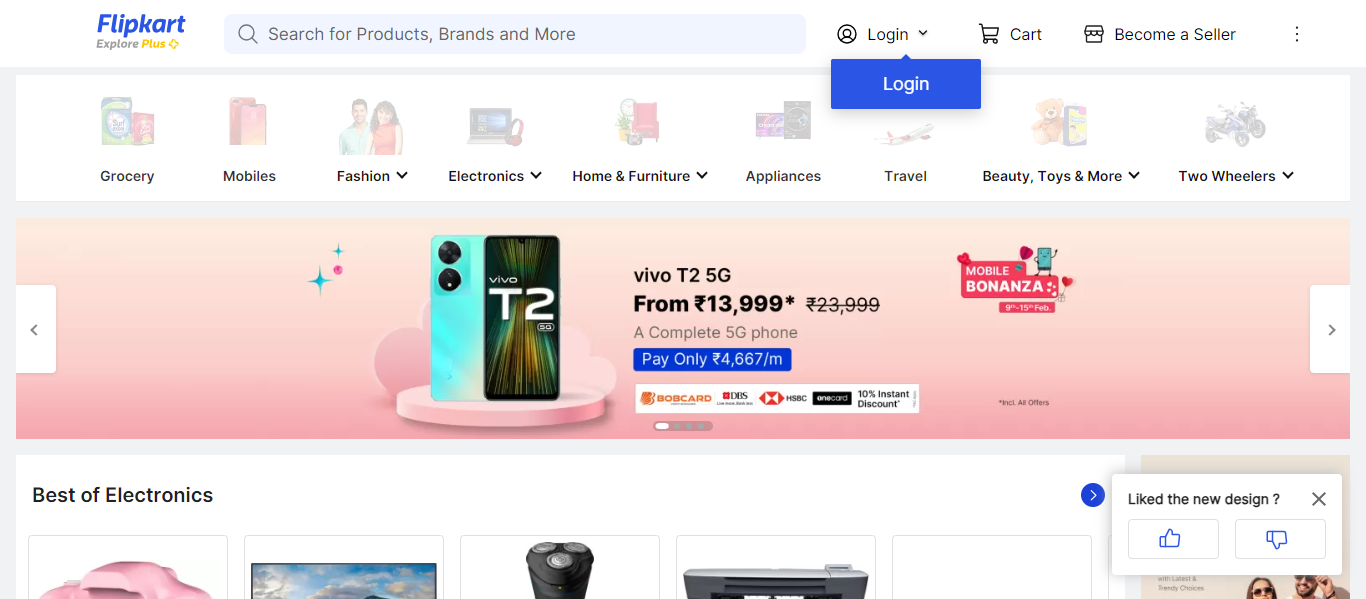 Flipkart
Explore Plus
Search for Products, Brands and More
Login
Cart
Become a Seller
Login
Grocery
Mobiles
Fashion
Electronics
Home & Furniture
Appliances
Travel
Beauty, Toys & More
Two Wheelers
vivo
T2
5G
vivo T2 5G
From ₹13,999* ₹23,999
A Complete 5G phone
Pay Only ₹4,667/m
BOBCARD
DBS
HSBC
onecard
10% Instant
Discount*
MOBILE
BONANZA
9th-15th Feb.
*Incl. All Offers
Best of Electronics
Liked the new design ?
with Latest &
Trendy Choices